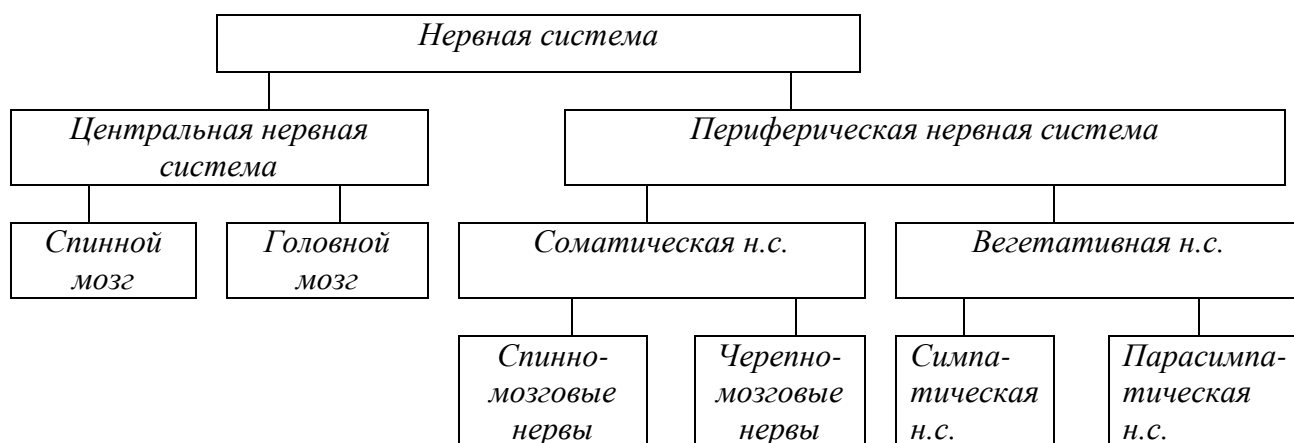 Нервная система
Центральная нервная
система
Периферическая нервная система
Спинной
мозг
Головной
мозг
Соматическая н.с.
Вегетативная н.с.
Спинно-
мозговые
нервы
Черепно-
мозговые
нервы
Симпа-
тическая
н.с.
Парасимпа-
тическая
н.с.